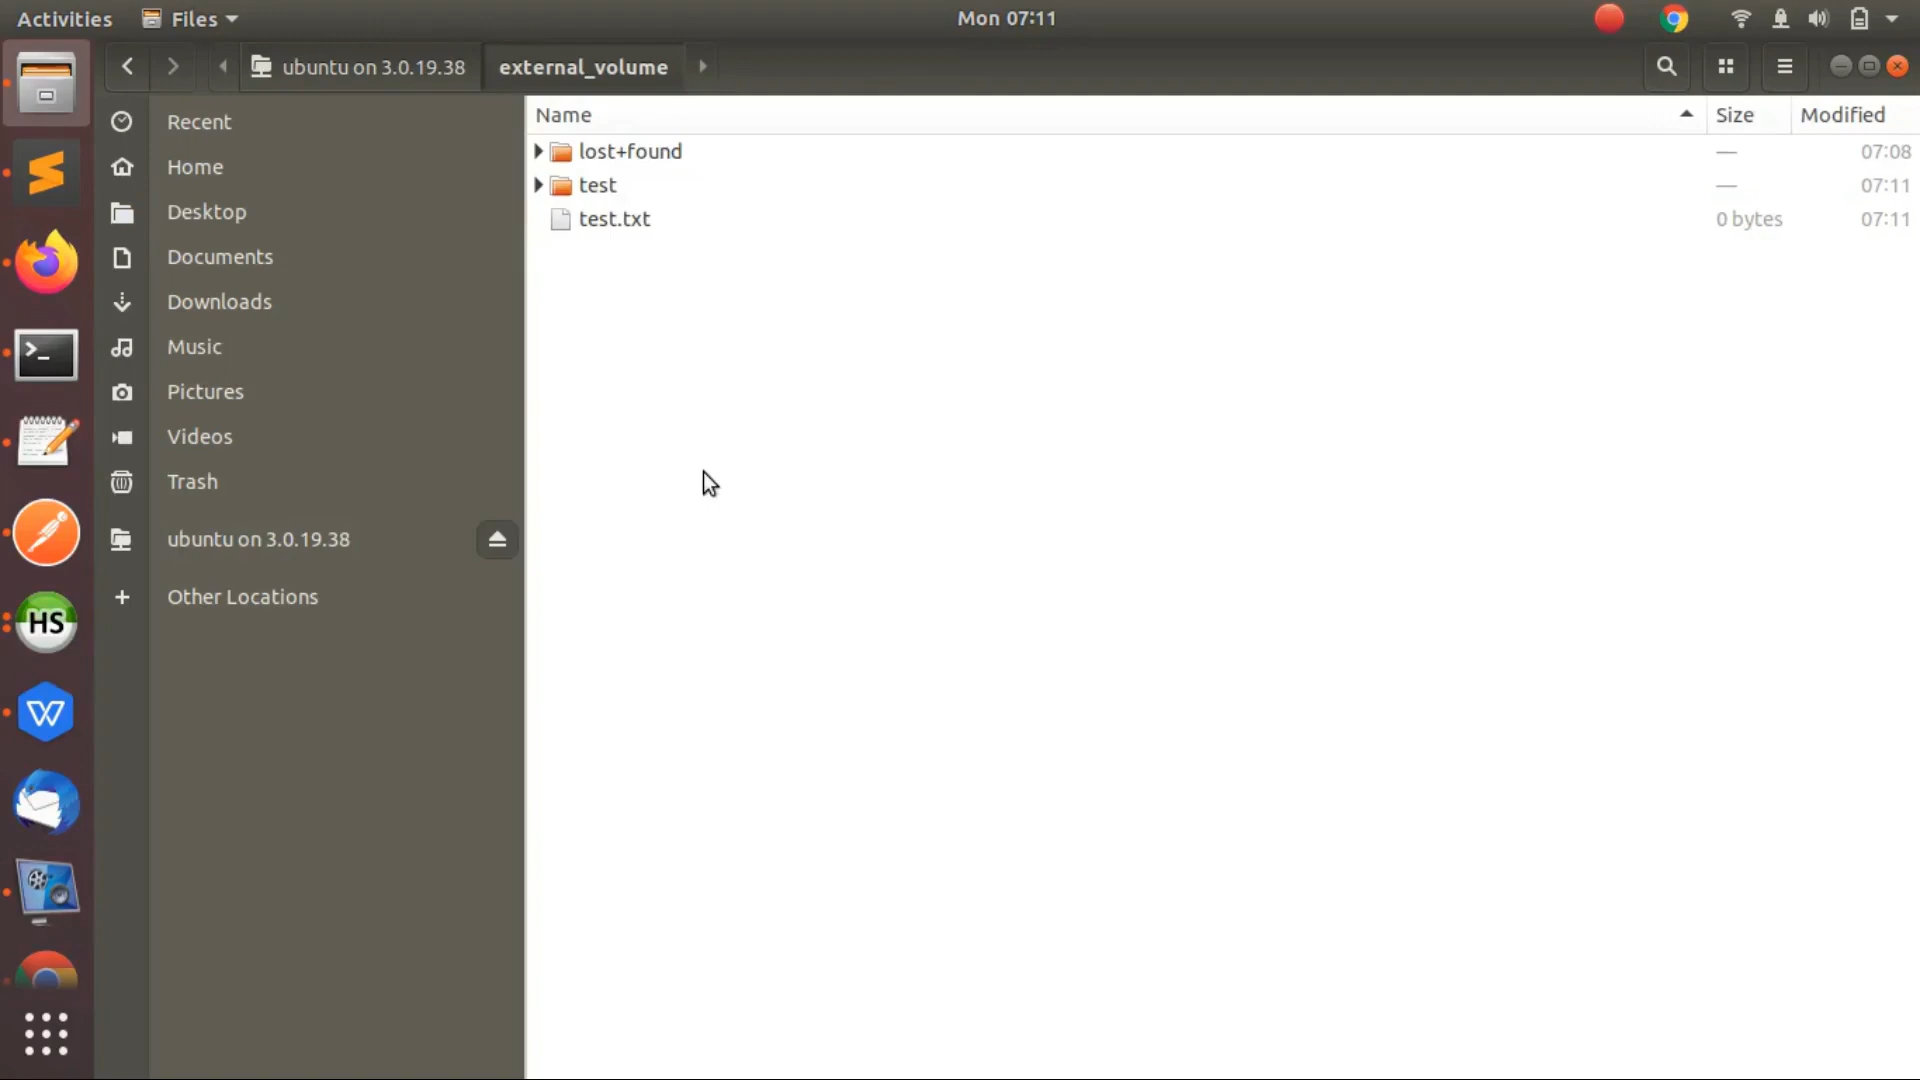 Activities Files Mon 07:11
ubuntu on 3.0.19.38 external_volume
Recent
Home
Desktop
Documents
Downloads
Music
Pictures
Videos
Trash
ubuntu on 3.0.19.38
Other Locations
Name Size Modified
lost+found — 07:08
test — 07:11
test.txt 0 bytes 07:11
>_
HS
W